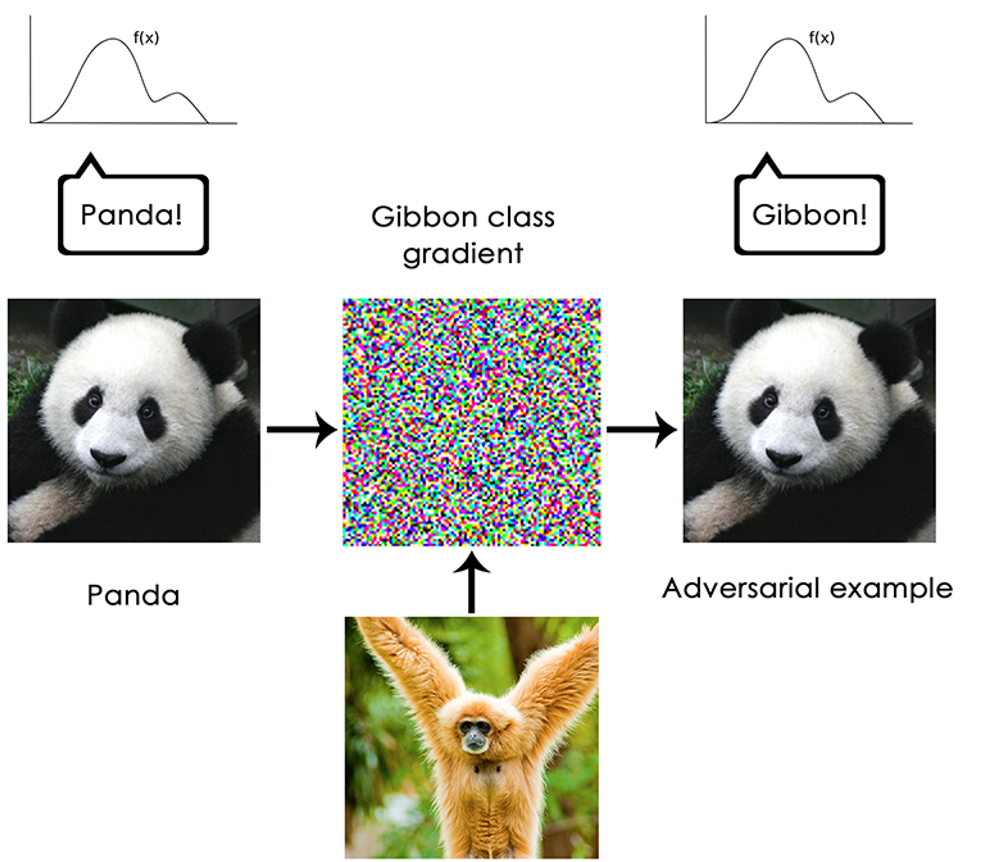 f(x)
f(x)
Panda!
Gibbon!
Gibbon class
gradient
Panda
Adversarial example